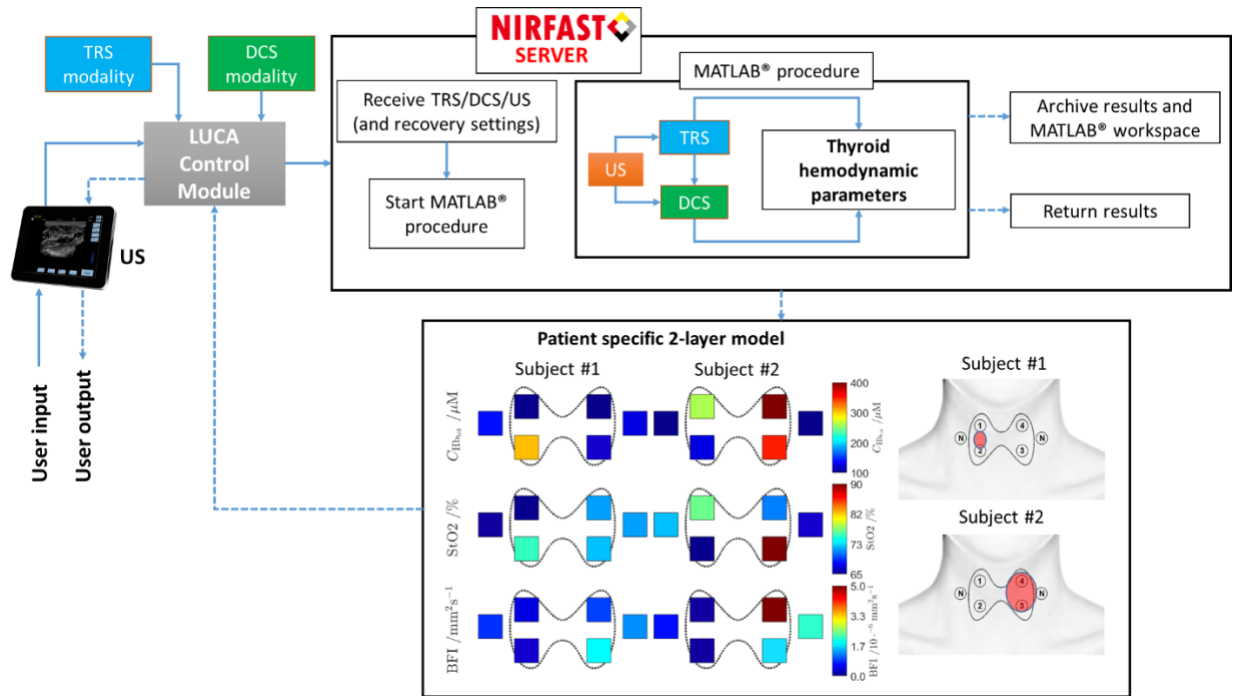 NIRFAST
SERVER
TRS
modality
DCS
modality
LUCA
Control
Module
US
User input
User output
Receive TRS/DCS/US
(and recovery settings)
Start MATLAB®
procedure
MATLAB® procedure
US
TRS
DCS
Thyroid
hemodynamic
parameters
Archive results and
MATLAB® workspace
Return results
Patient specific 2-layer model
Subject #1
Subject #2
C_Hbtot /μM
400
300
200
100
C_Hbtot /μM
StO2 /%
90
82
73
65
StO2 /%
BFI /mm²s⁻¹
5.0
3.3
1.7
0.0
BFI /10⁻⁶ mm²s⁻¹
Subject #1
N
1
2
4
3
N
Subject #2
N
1
2
4
3
N